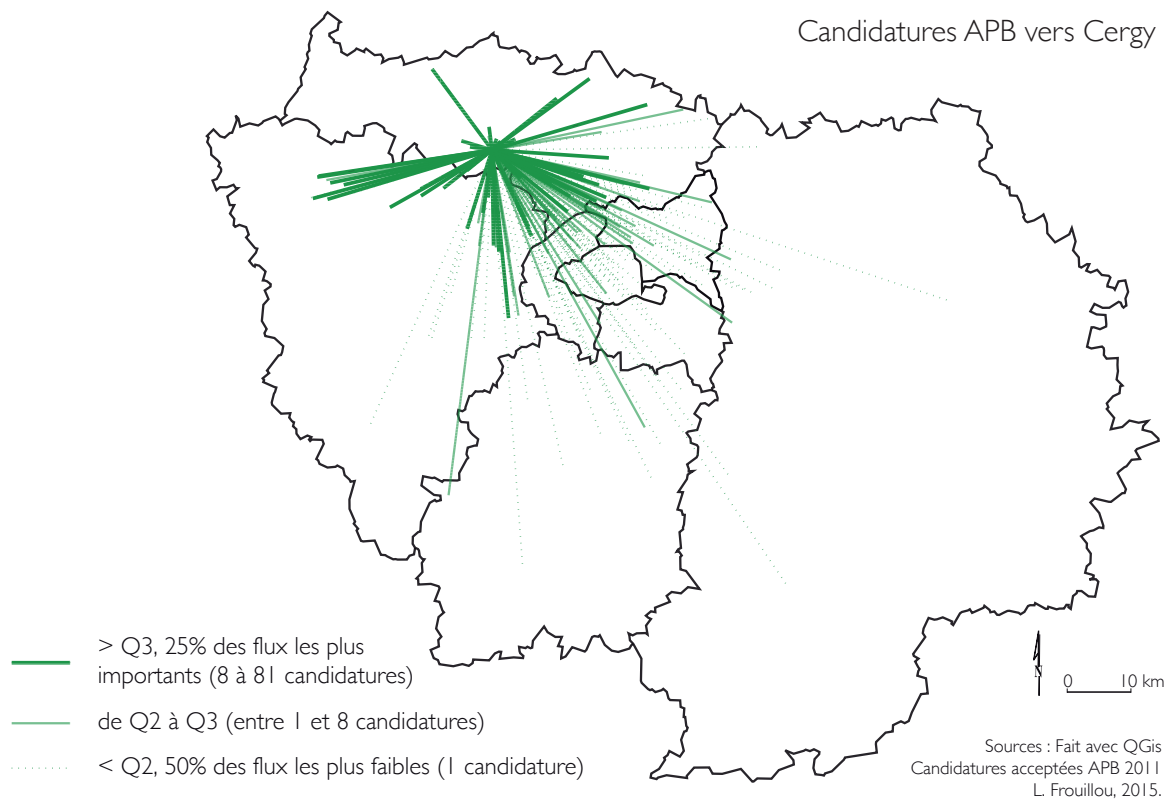 Candidatures APB vers Cergy
> Q3, 25% des flux les plus
importants (8 à 81 candidatures)
de Q2 à Q3 (entre 1 et 8 candidatures)
< Q2, 50% des flux les plus faibles (1 candidature)
N
0 10 km
Sources : Fait avec QGis
Candidatures acceptées APB 2011
L. Frouillou, 2015.